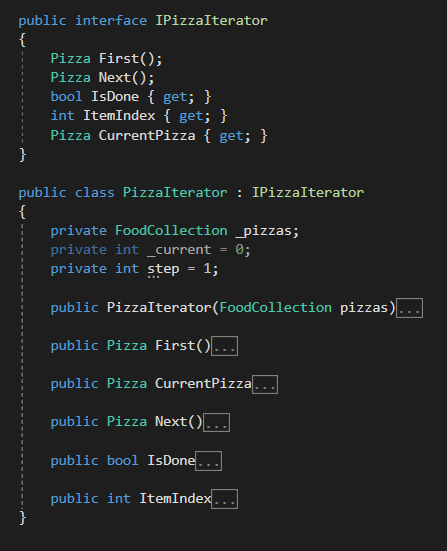 public interface IPizzaIterator
{
Pizza First();
Pizza Next();
bool IsDone { get; }
int ItemIndex { get; }
Pizza CurrentPizza { get; }
}
public class PizzaIterator : IPizzaIterator
{
private FoodCollection _pizzas;
private int _current = 0;
private int step = 1;
public PizzaIterator(FoodCollection pizzas)...
public Pizza First()...
public Pizza CurrentPizza...
public Pizza Next()...
public bool IsDone...
public int ItemIndex...
}